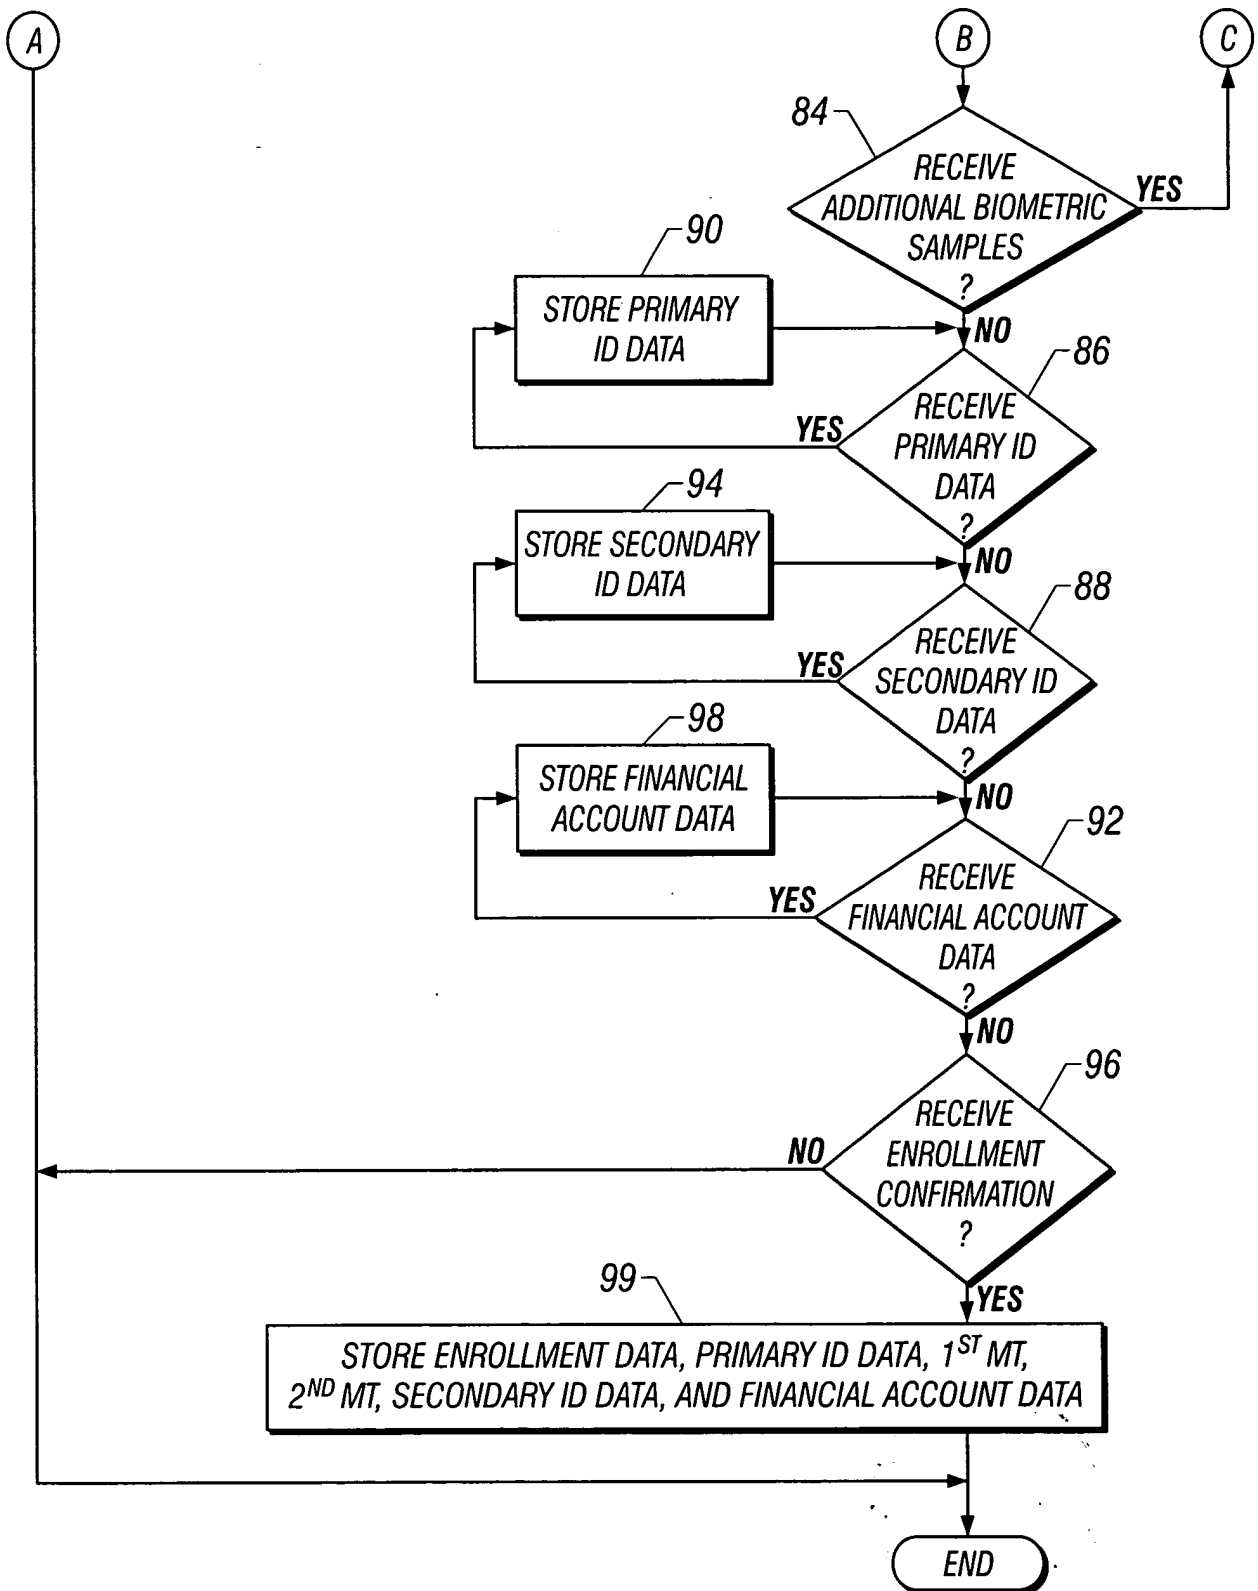 A
B
C
84
RECEIVE
ADDITIONAL BIOMETRIC
SAMPLES
?
YES
90
STORE PRIMARY
ID DATA
NO
86
RECEIVE
PRIMARY ID
DATA
?
YES
94
STORE SECONDARY
ID DATA
NO
88
RECEIVE
SECONDARY ID
DATA
?
YES
98
STORE FINANCIAL
ACCOUNT DATA
NO
92
RECEIVE
FINANCIAL ACCOUNT
DATA
?
YES
NO
96
RECEIVE
ENROLLMENT
CONFIRMATION
?
NO
YES
99
STORE ENROLLMENT DATA, PRIMARY ID DATA, 1ST MT,
2ND MT, SECONDARY ID DATA, AND FINANCIAL ACCOUNT DATA
END